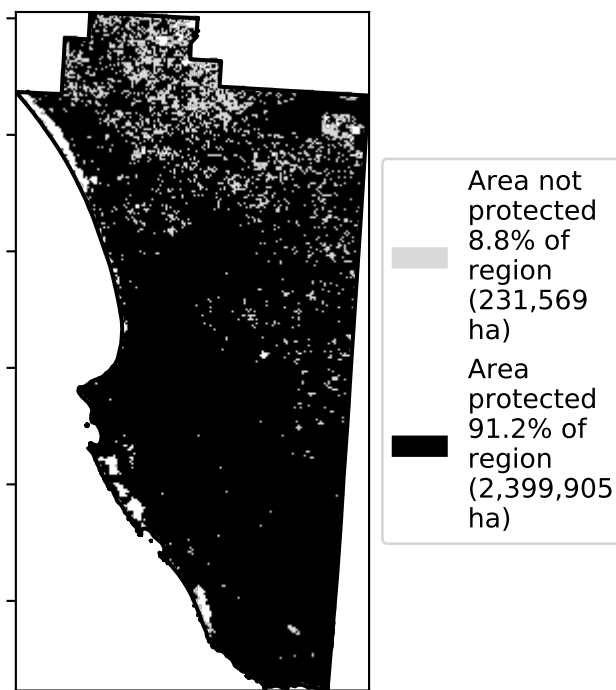 Area not
protected
8.8% of
region
(231,569
ha)
Area
protected
91.2% of
region
(2,399,905
ha)